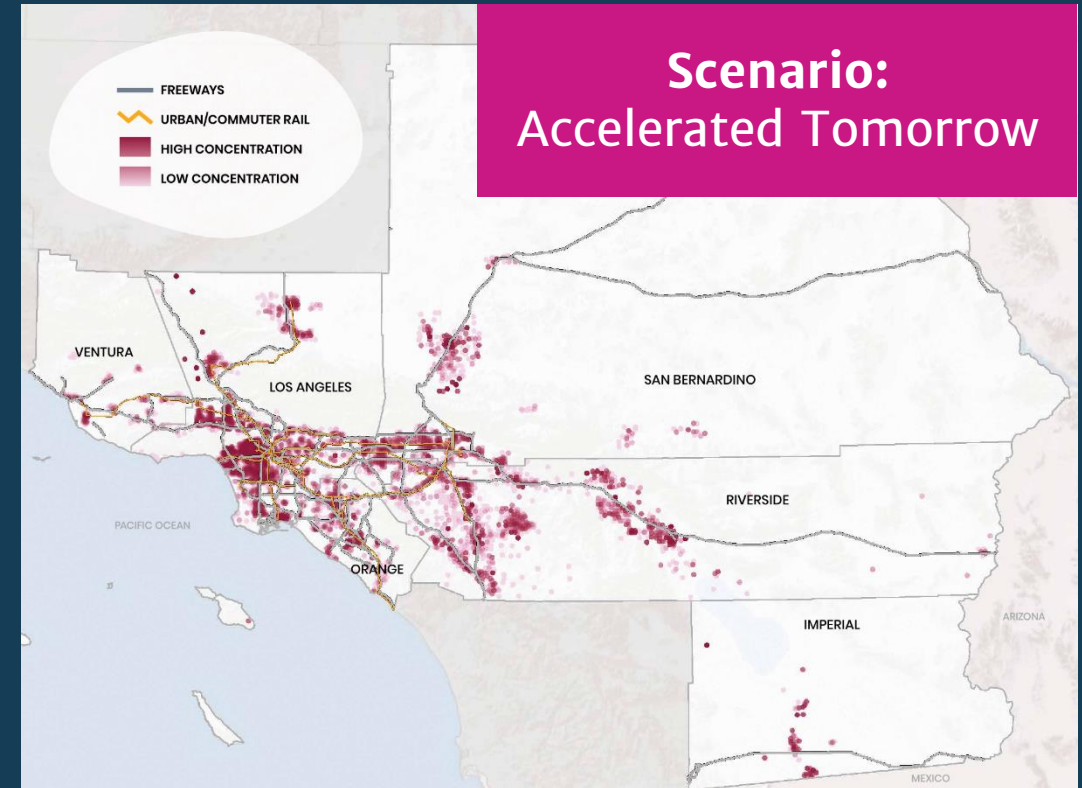 Scenario:
Accelerated Tomorrow
FREEWAYS
URBAN/COMMUTER RAIL
HIGH CONCENTRATION
LOW CONCENTRATION
VENTURA
LOS ANGELES
SAN BERNARDINO
RIVERSIDE
PACIFIC OCEAN
ORANGE
IMPERIAL
ARIZONA
MEXICO